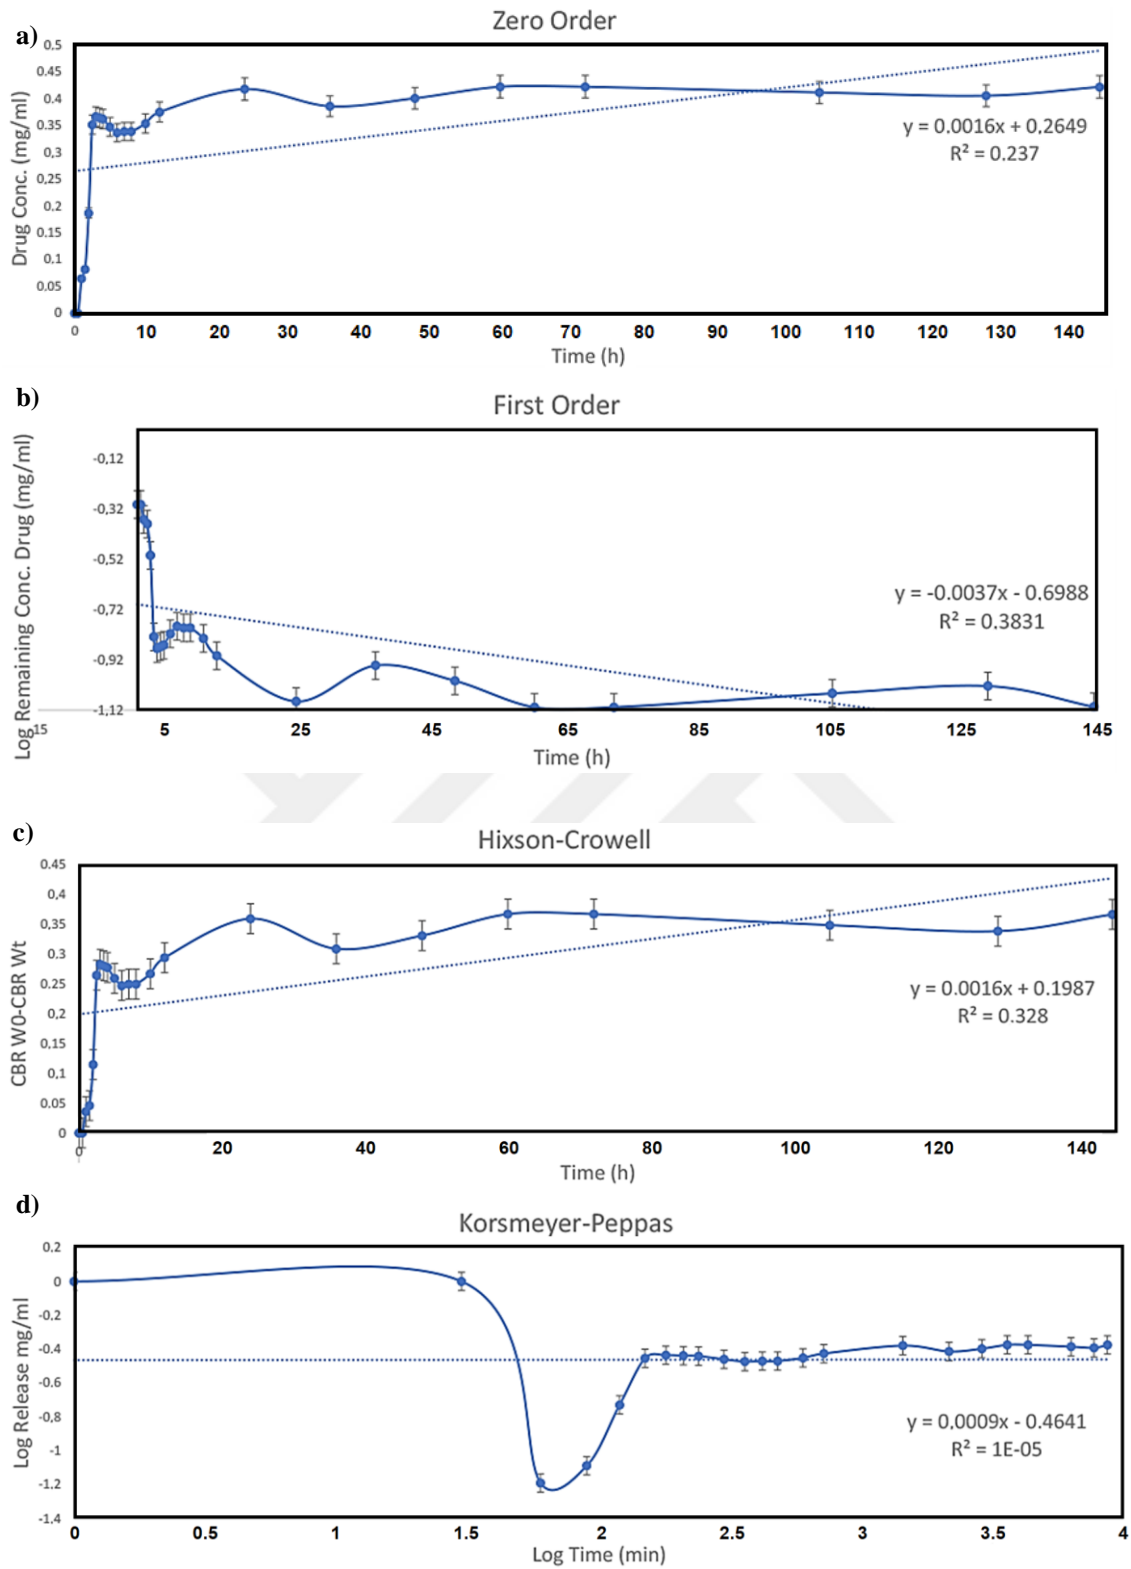 a)
Zero Order
Drug Conc. (mg/ml)
0.5
0.45
0.4
0.35
0,3
0,25
0.2
0.15
0.1
0.05
0
0 10 20 30 40 50 60 70 80 90 100 110 120 130 140
Time (h)
y = 0.0016x + 0,2649
R² = 0.237
b)
First Order
Log Remaining Conc. Drug (mg/ml)
-0,12
-0,32
-0,52
-0,72
-0,92
-1,12
15 5 25 45 65 85 105 125 145
Time (h)
y = -0.0037x - 0.6988
R² = 0.3831
c)
Hixson-Crowell
CBR W0-CBR Wt
0,45
0,4
0,35
0.3
0.25
0,2
0,15
0,1
0.05
0
0 20 40 60 80 100 120 140
Time (h)
y = 0.0016x + 0.1987
R² = 0.328
d)
Korsmeyer-Peppas
Log Release mg/ml
0.2
0
-0.2
-0.4
-0.6
-0.8
-1
-1.2
-1.4
0 0.5 1 1.5 2 2.5 3 3.5 4
Log Time (min)
y = 0,0009x - 0.4641
R² = 1E-05